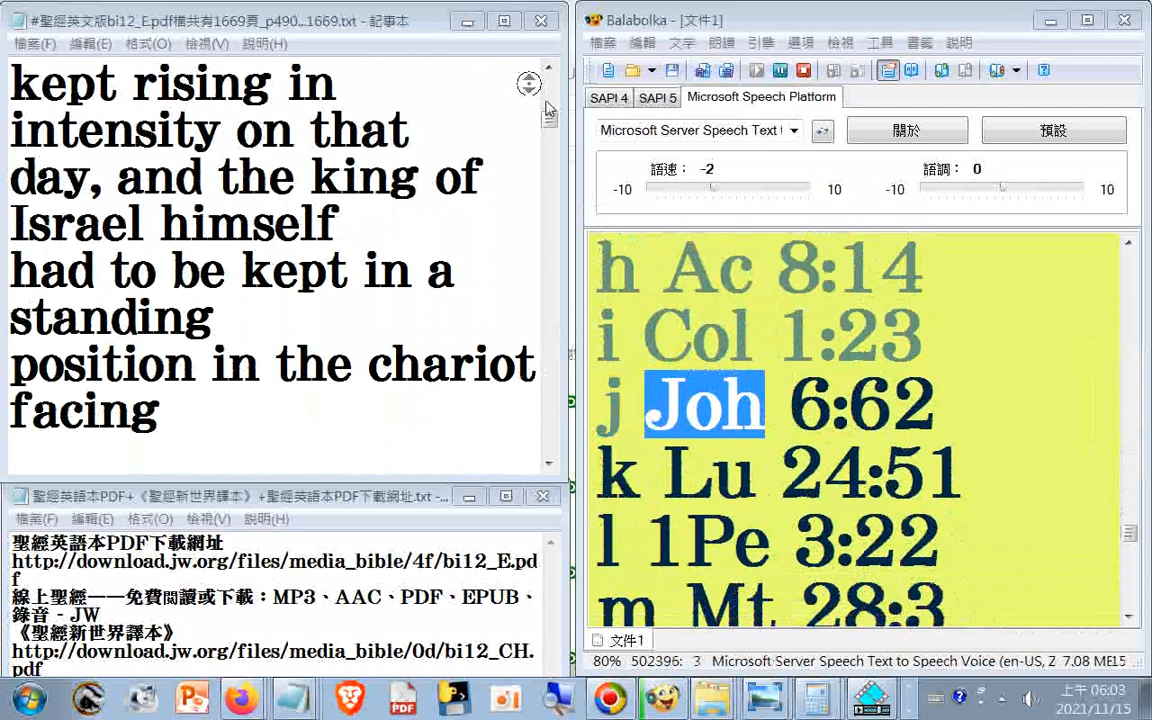 #聖經英文版bi12_E.pdf檔共有1669頁_p490...1669.txt - 記事本
檔案(F) 編輯(E) 格式(O) 檢視(V) 說明(H)
kept rising in
intensity on that
day, and the king of
Israel himself
had to be kept in a
standing
position in the chariot
facing
聖經英語本PDF+《聖經新世界譯本》+聖經英語本PDF下載網址.txt - ...
檔案(F) 編輯(E) 格式(O) 檢視(V) 說明(H)
聖經英語本PDF下載網址
http://download.jw.org/files/media_bible/4f/bi12_E.pd
f
線上聖經——免費閱讀或下載：MP3、AAC、PDF、EPUB、
錄音 - JW
《聖經新世界譯本》
http://download.jw.org/files/media_bible/0d/bi12_CH.
pdf
Balabolka - [文件1]
檔案 編輯 文字 朗讀 引擎 選項 檢視 工具 書籤 說明
SAPI 4 SAPI 5 Microsoft Speech Platform
Microsoft Server Speech Text
關於 預設
語速： -2 語調： 0
-10 10 -10 10
h Ac 8:14
i Col 1:23
j Joh 6:62
k Lu 24:51
l 1Pe 3:22
m Mt 28:3
文件1
80% 502396: 3 Microsoft Server Speech Text to Speech Voice (en-US, Z 7.08 ME15
上午 06:03
2021/11/15